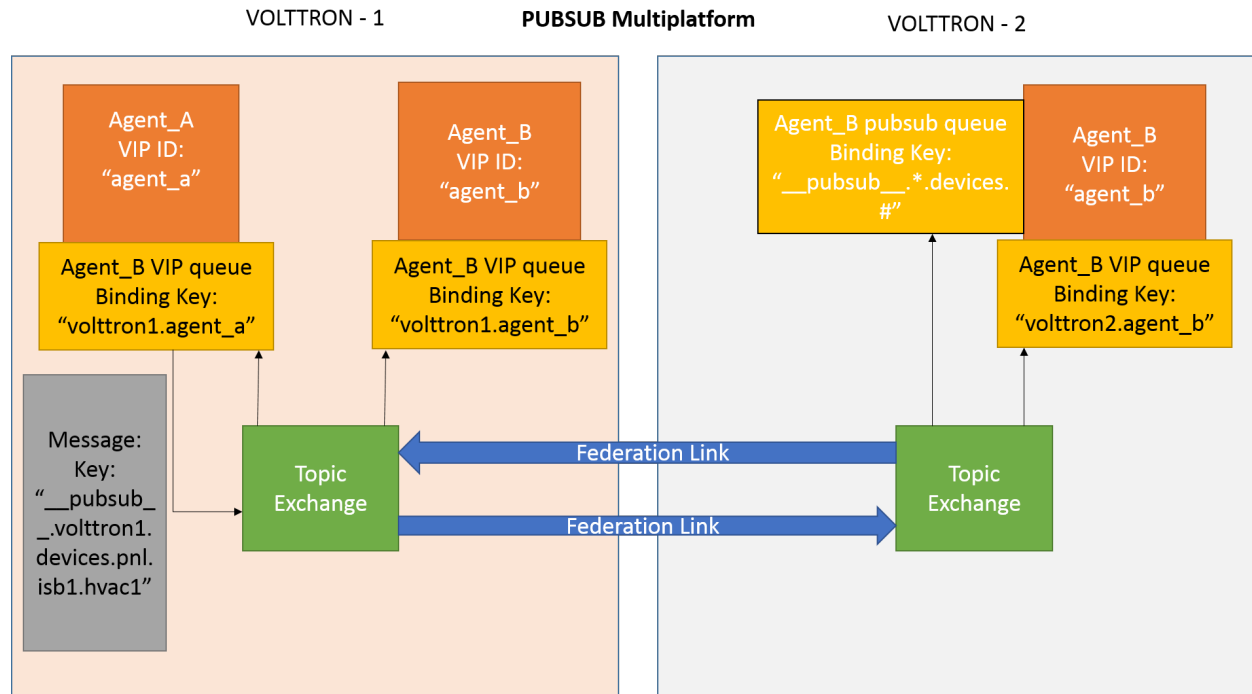 VOLTTRON - 1
PUBSUB Multiplatform
VOLTTRON - 2
Agent_A
VIP ID:
“agent_a”
Agent_B VIP queue
Binding Key:
“volttron1.agent_a”
Agent_B
VIP ID:
“agent_b”
Agent_B VIP queue
Binding Key:
“volttron1.agent_b”
Message:
Key:
“__pubsub_
_.volttron1.
devices.pnl.
isb1.hvac1”
Topic
Exchange
Federation Link
Federation Link
Agent_B pubsub queue
Binding Key:
“__pubsub__.*.devices.
#”
Agent_B
VIP ID:
“agent_b”
Agent_B VIP queue
Binding Key:
“volttron2.agent_b”
Topic
Exchange